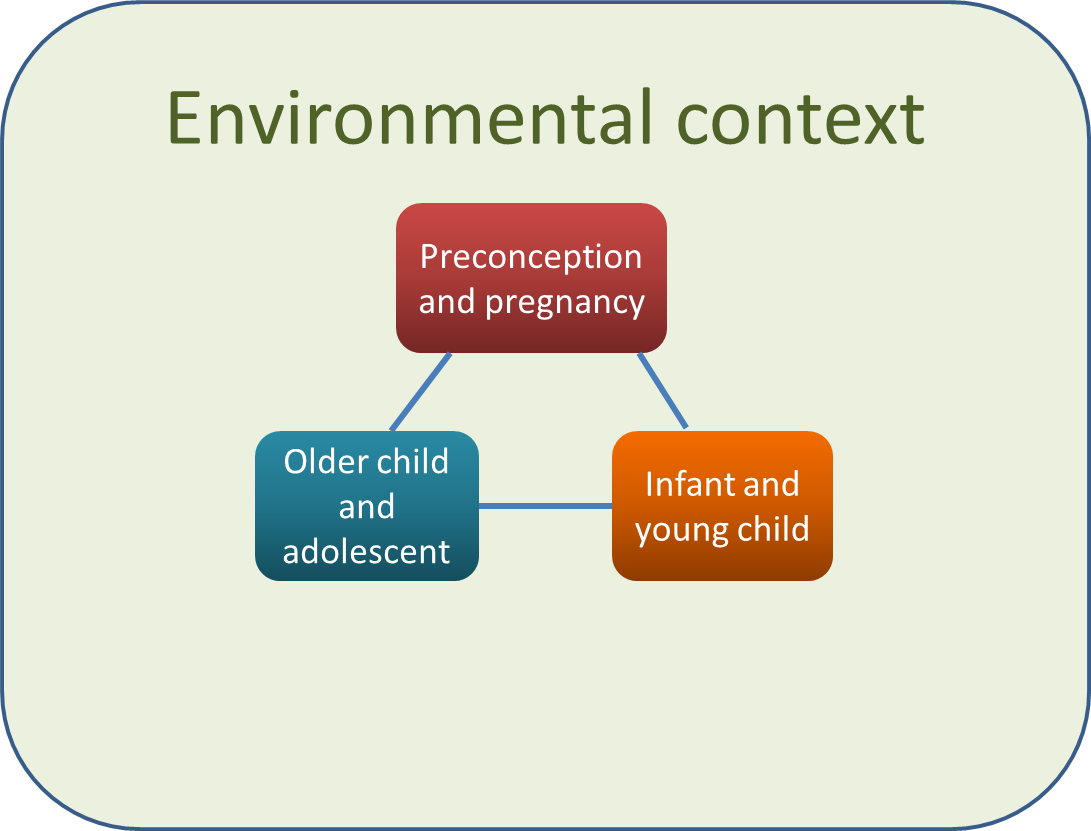 Environmental context
Preconception
and pregnancy
Older child
and
adolescent
Infant and
young child